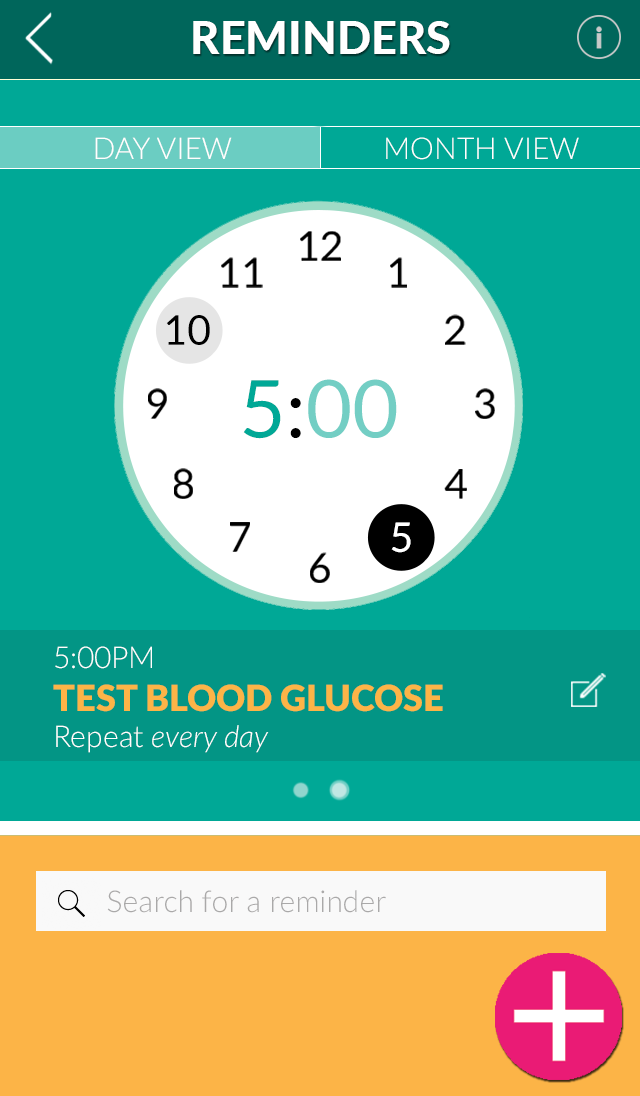 REMINDERS
i
DAY VIEW
MONTH VIEW
12
11
1
10
2
5:00
9
3
8
4
7
5
6
5:00PM
TEST BLOOD GLUCOSE
Repeat every day
Search for a reminder